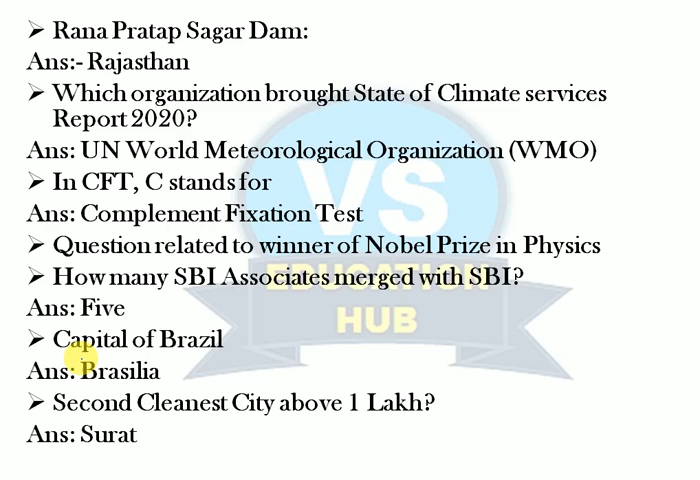 ➤ Rana Pratap Sagar Dam:
Ans:- Rajasthan
➤ Which organization brought State of Climate services
Report 2020?
Ans: UN World Meteorological Organization (WMO)
➤ In CFT, C stands for
Ans: Complement Fixation Test
➤ Question related to winner of Nobel Prize in Physics
➤ How many SBI Associates merged with SBI?
Ans: Five
➤ Capital of Brazil
Ans: Brasilia
➤ Second Cleanest City above 1 Lakh?
Ans: Surat
VS
EDUCATION
HUB